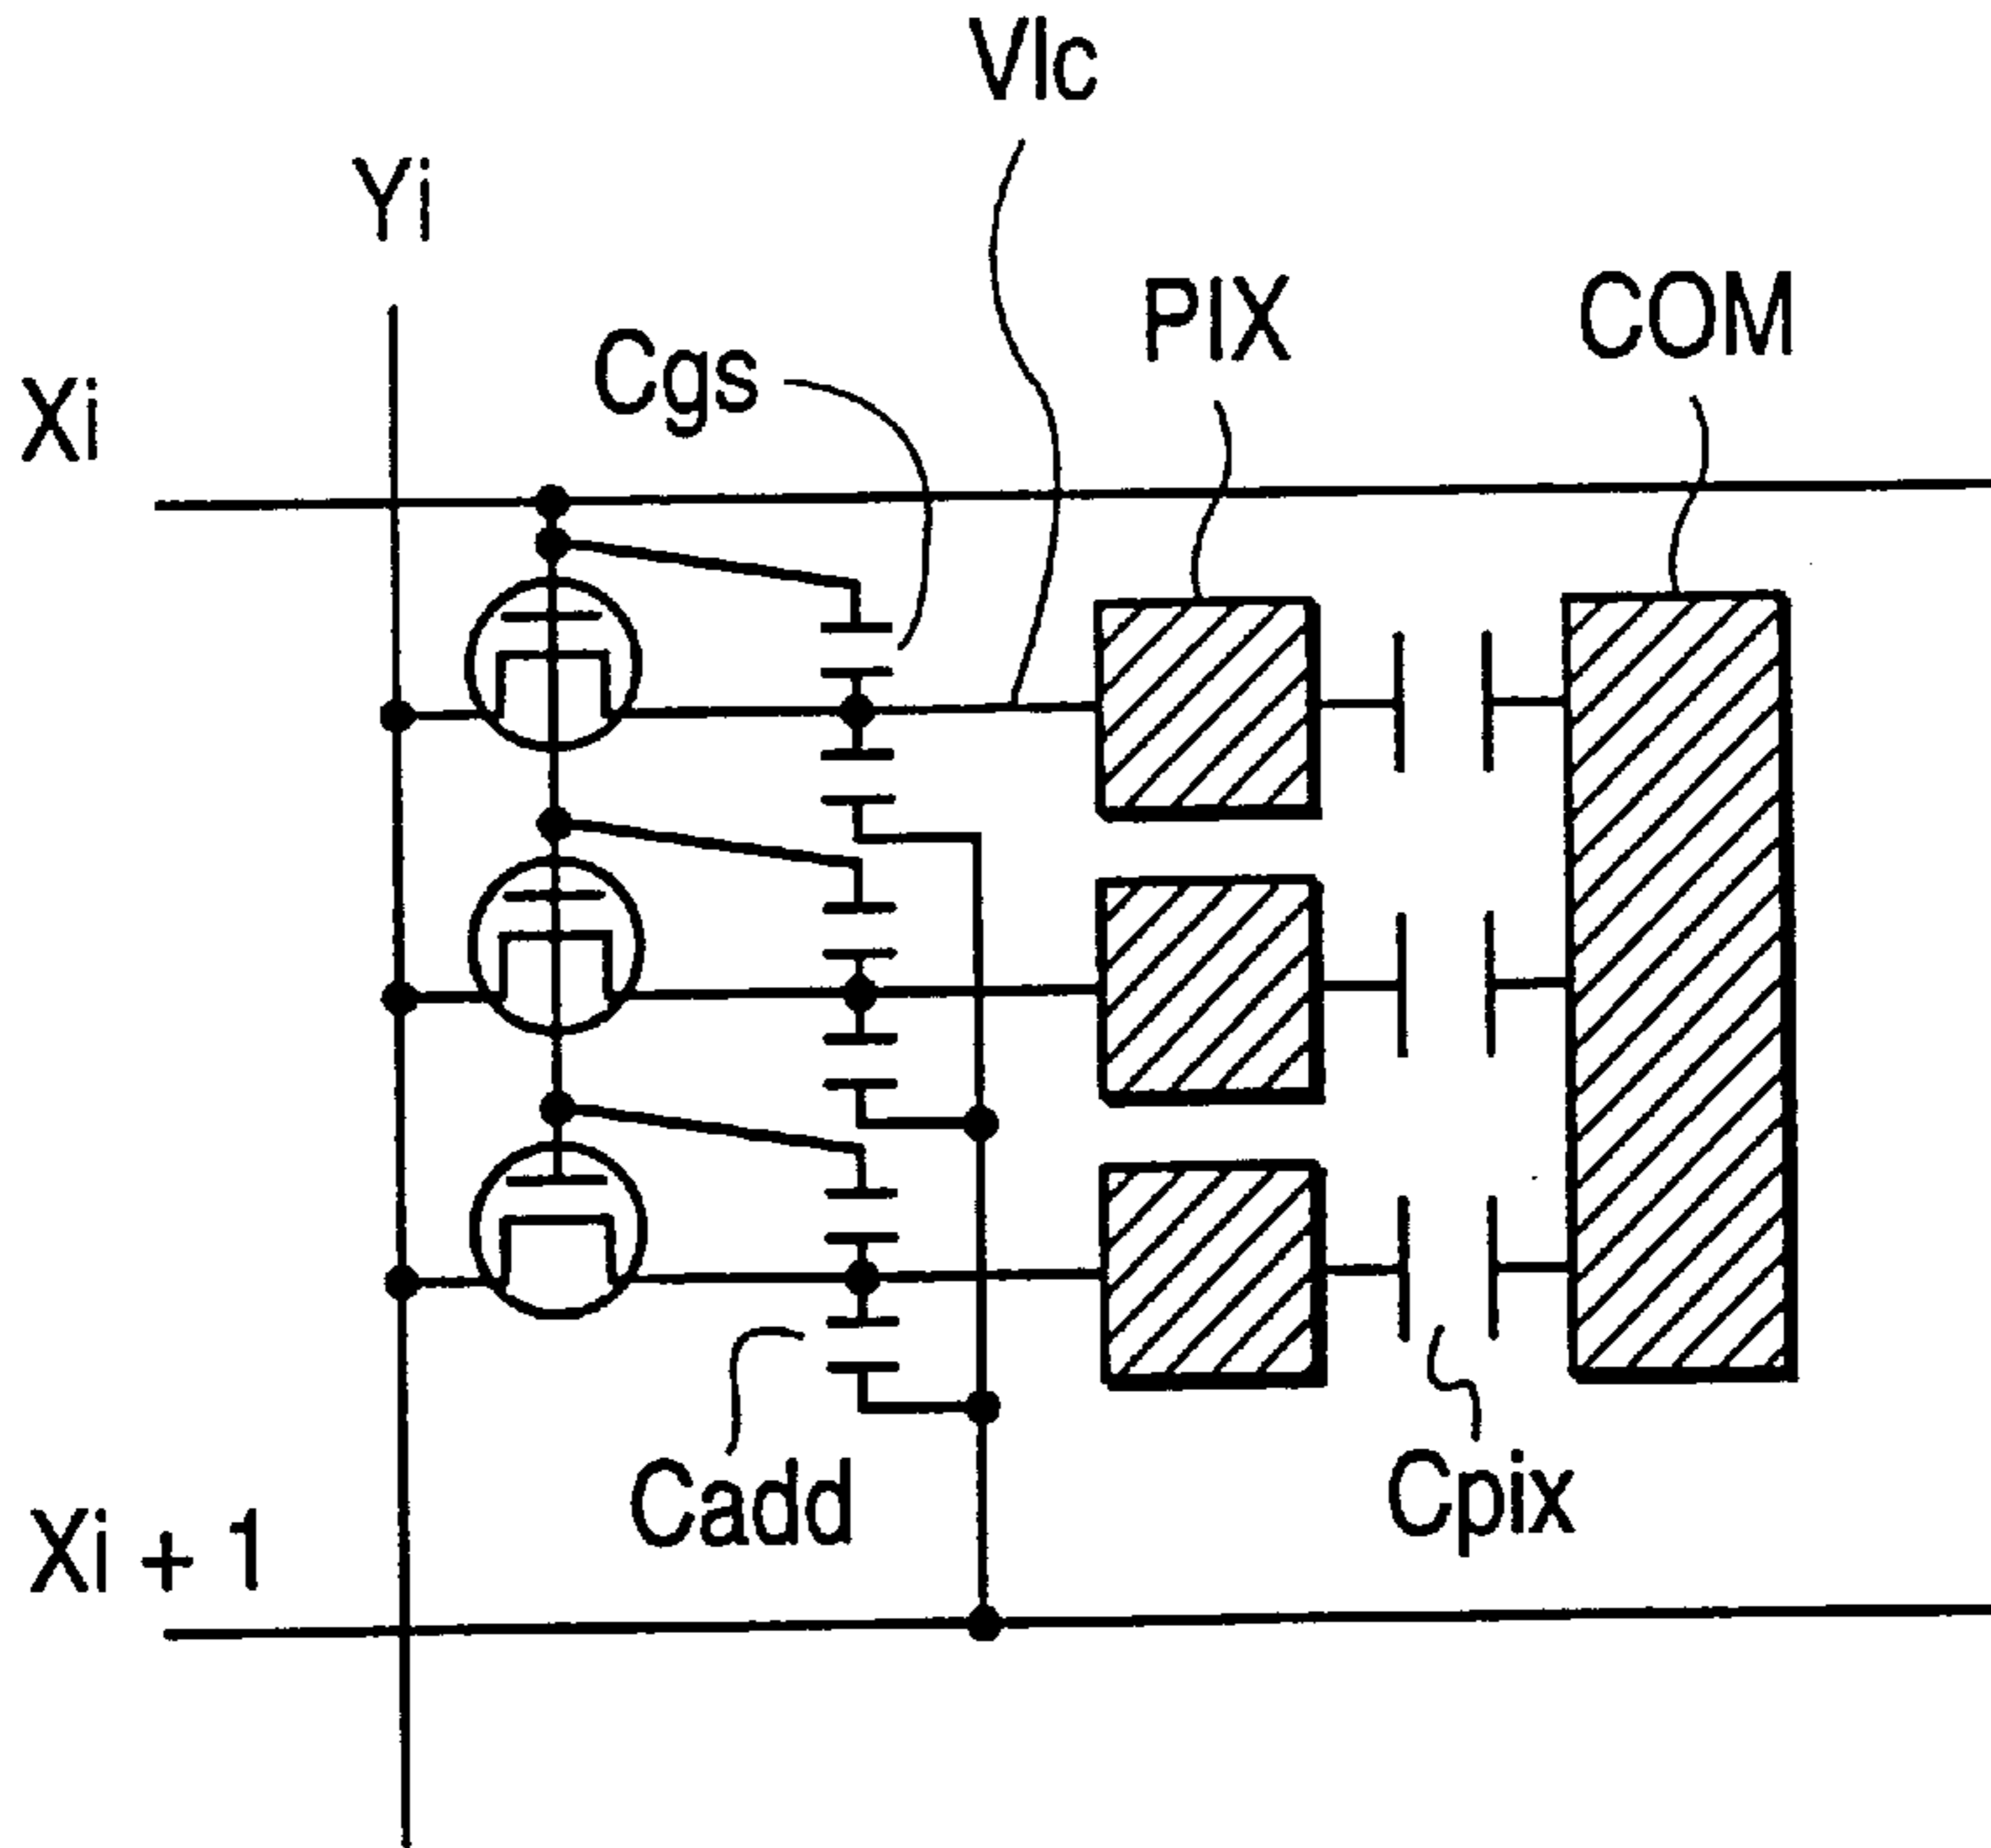 Vlc
Yi
PIX
COM
Cgs
Xi
Cadd
Cpix
Xi + 1